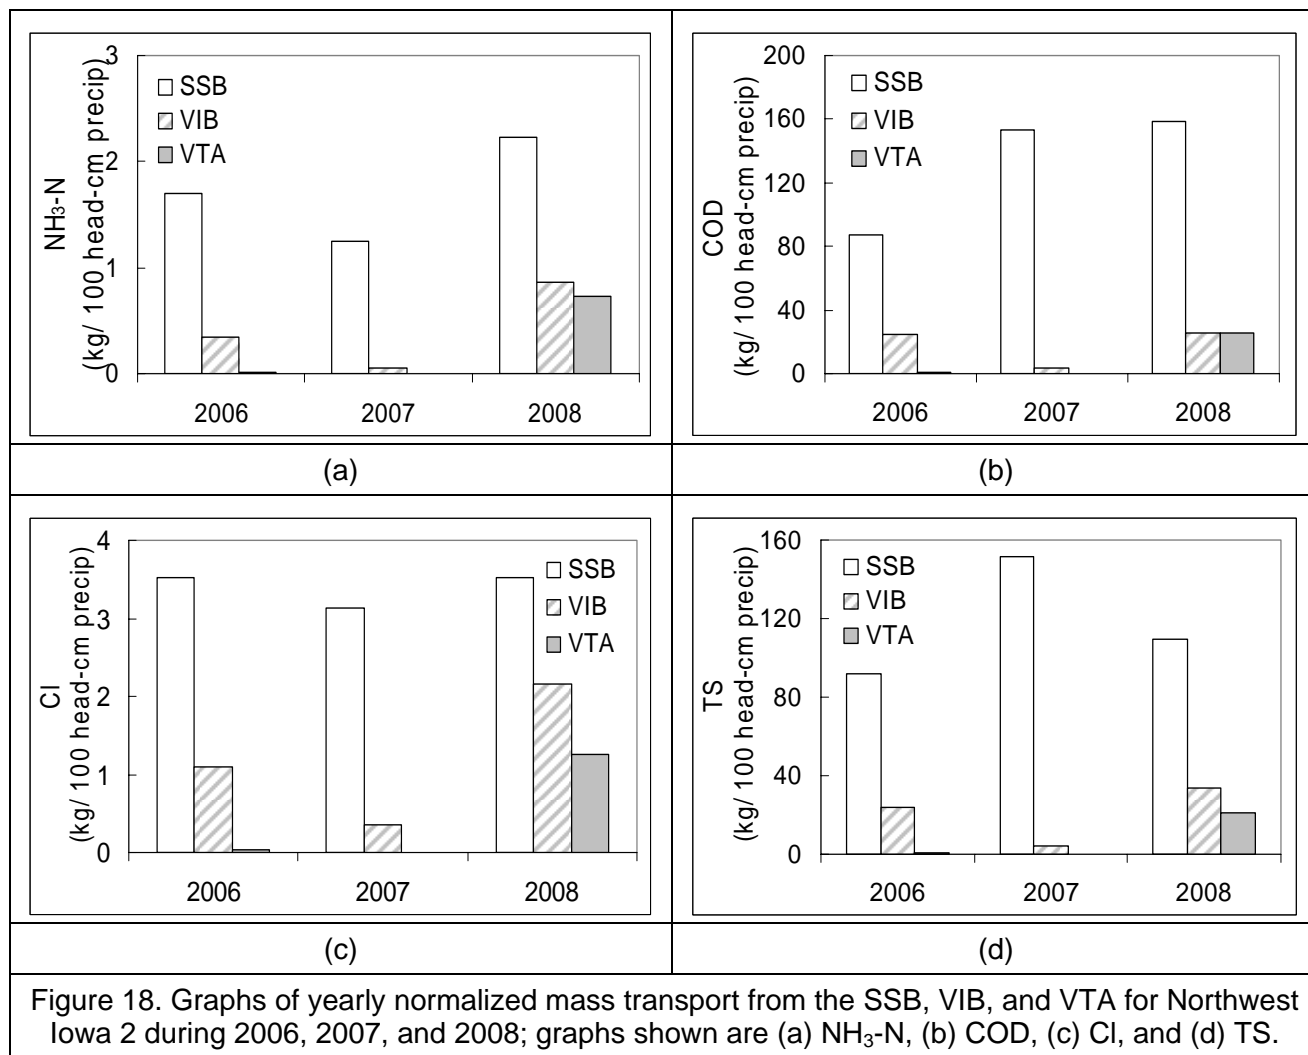 3
2
1
0
NH₃-N
(kg/ 100 head-cm precip)
SSB
VIB
VTA
2006 2007 2008
(a)
200
160
120
80
40
0
COD
(kg/ 100 head-cm precip)
SSB
VIB
VTA
2006 2007 2008
(b)
4
3
2
1
0
Cl
(kg/ 100 head-cm precip)
SSB
VIB
VTA
2006 2007 2008
(c)
160
120
80
40
0
TS
(kg/ 100 head-cm precip)
SSB
VIB
VTA
2006 2007 2008
(d)
Figure 18. Graphs of yearly normalized mass transport from the SSB, VIB, and VTA for Northwest
Iowa 2 during 2006, 2007, and 2008; graphs shown are (a) NH₃-N, (b) COD, (c) Cl, and (d) TS.